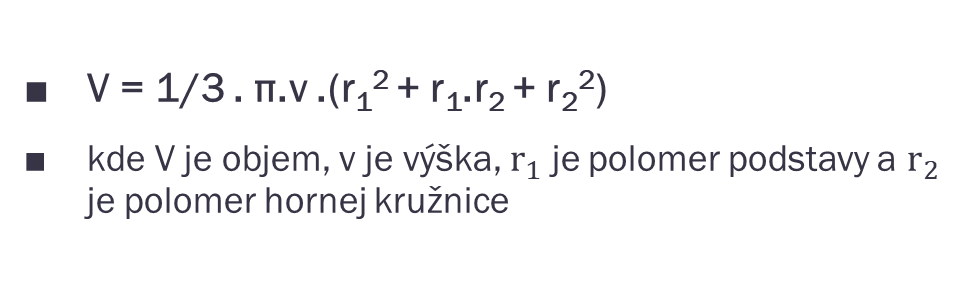 ▪ V = 1/3 . π.v .(r₁² + r₁.r₂ + r₂²)
▪ kde V je objem, v je výška, r₁ je polomer podstavy a r₂
je polomer hornej kružnice